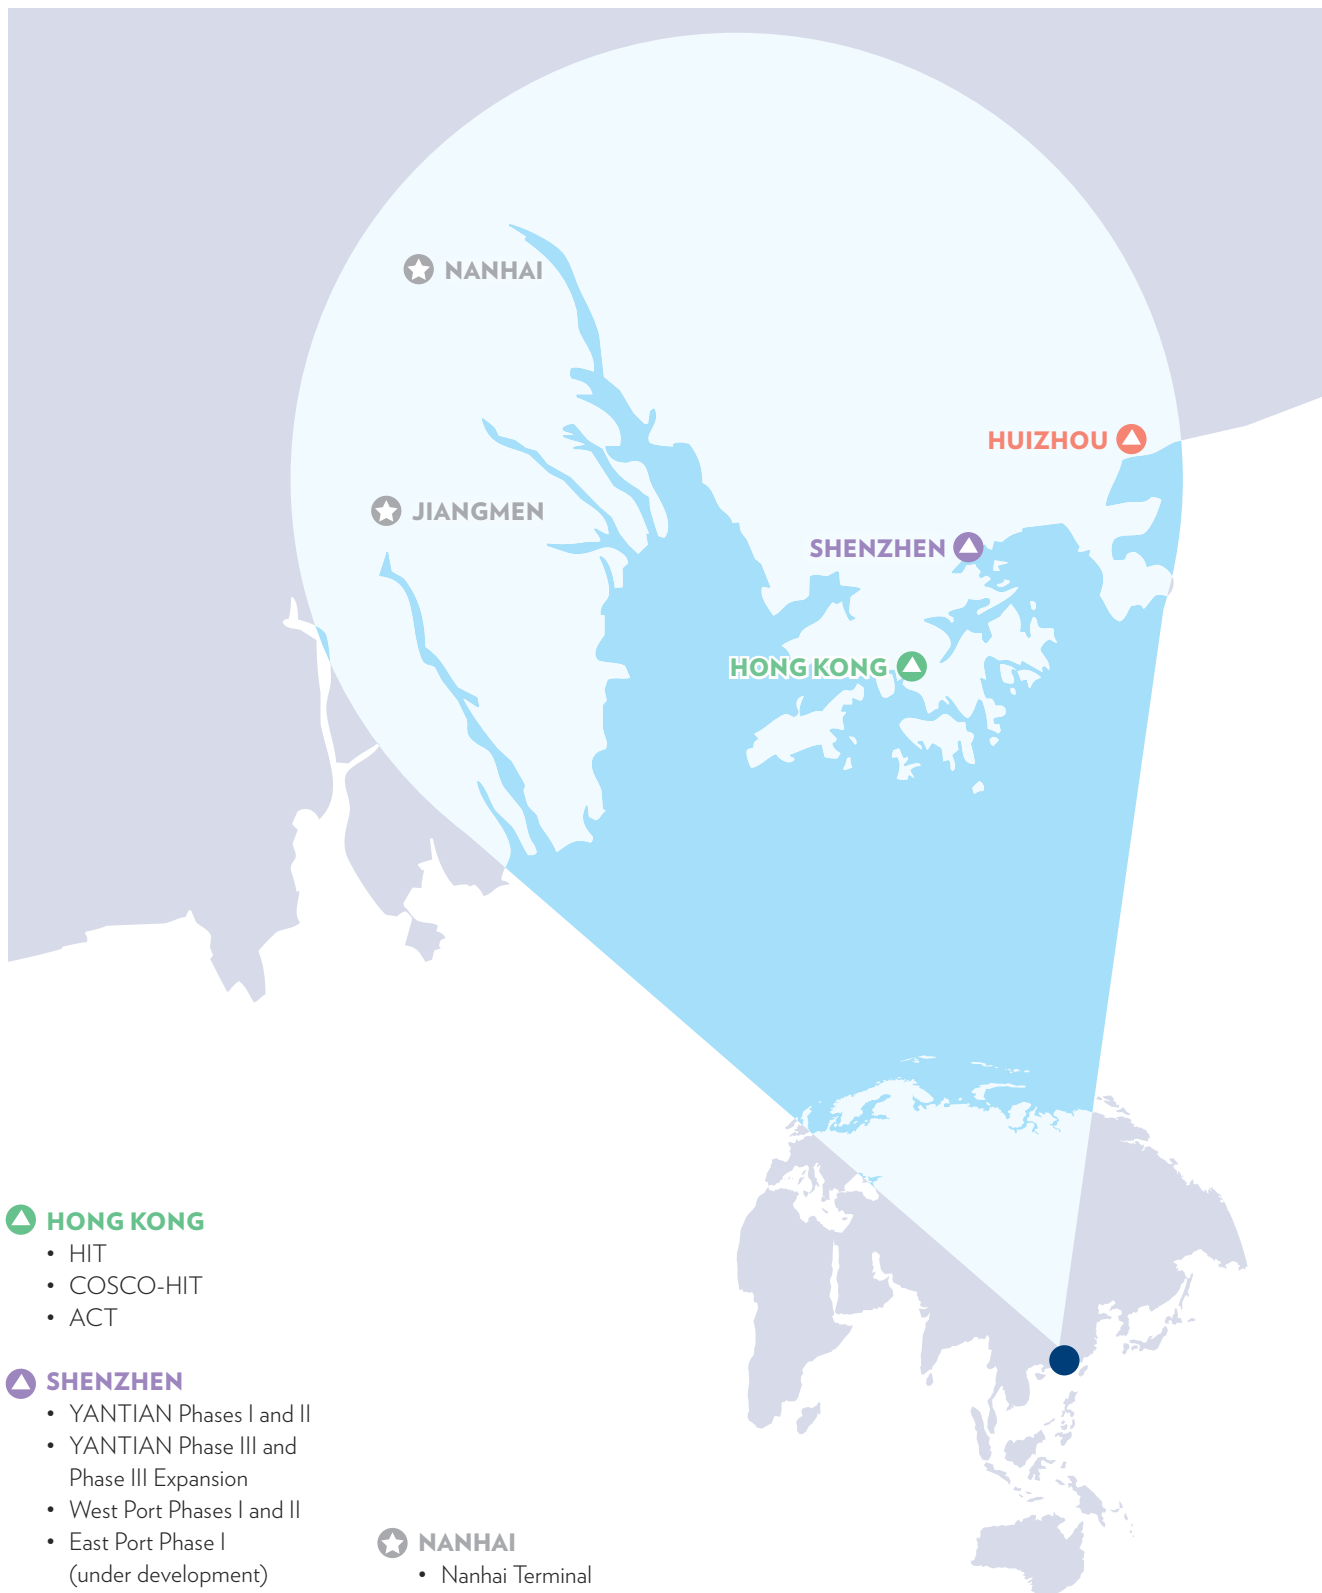 NANHAI
HUIZHOU
JIANGMEN
SHENZHEN
HONG KONG
HONG KONG
• HIT
• COSCO-HIT
• ACT
SHENZHEN
• YANTIAN Phases I and II
• YANTIAN Phase III and
Phase III Expansion
• West Port Phases I and II
• East Port Phase I
(under development)
NANHAI
• Nanhai Terminal